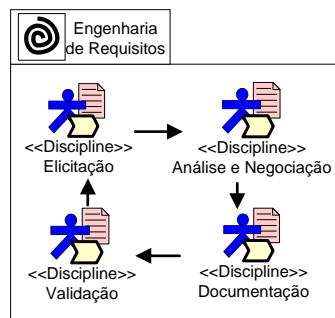 Engenharia
de Requisitos
<<Discipline>>
Elicitação
<<Discipline>>
Análise e Negociação
<<Discipline>>
Validação
<<Discipline>>
Documentação